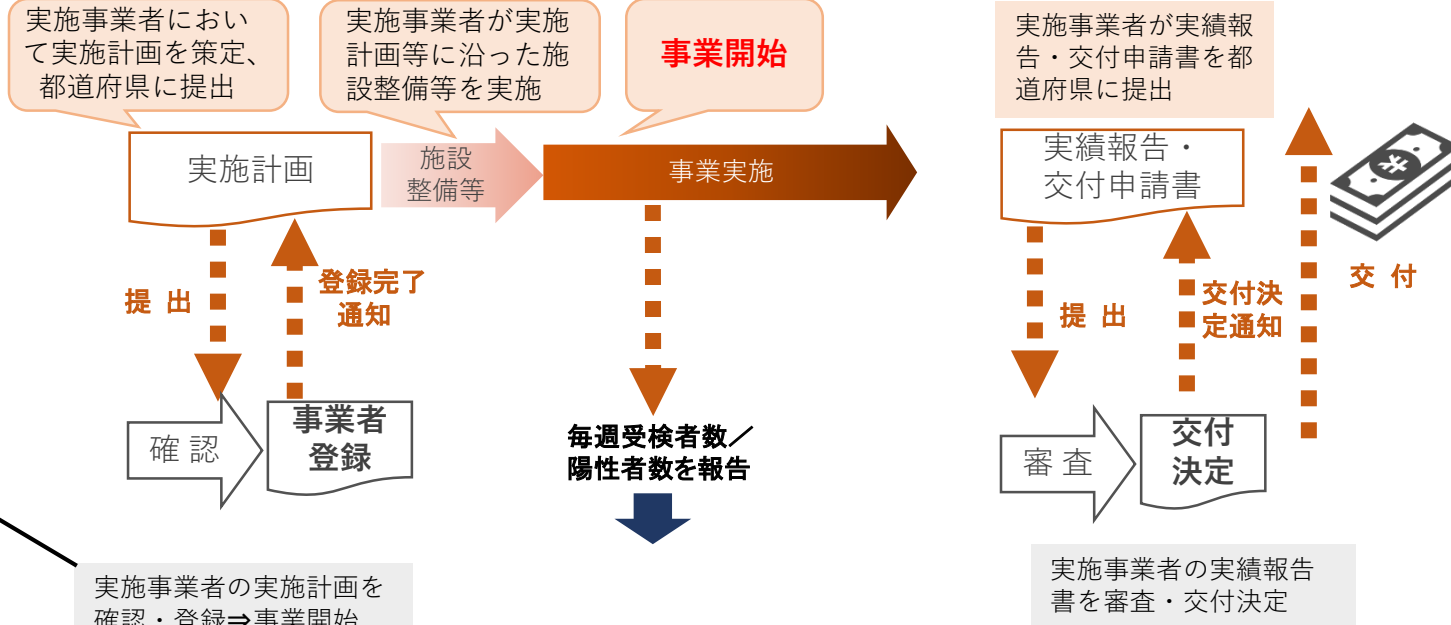 実施事業者におい
て実施計画を策定、
都道府県に提出
実施事業者が実施
計画等に沿った施
設整備等を実施
事業開始
実施事業者が実績報
告・交付申請書を都
道府県に提出
実施計画
施設
整備等
事業実施
実績報告・
交付申請書
提 出
登録完了
通知
提 出
交付決
定通知
交 付
確 認
事業者
登録
毎週受検者数／
陽性者数を報告
審 査
交付
決定
実施事業者の実施計画を
確認・登録⇒事業開始
実施事業者の実績報告
書を審査・交付決定